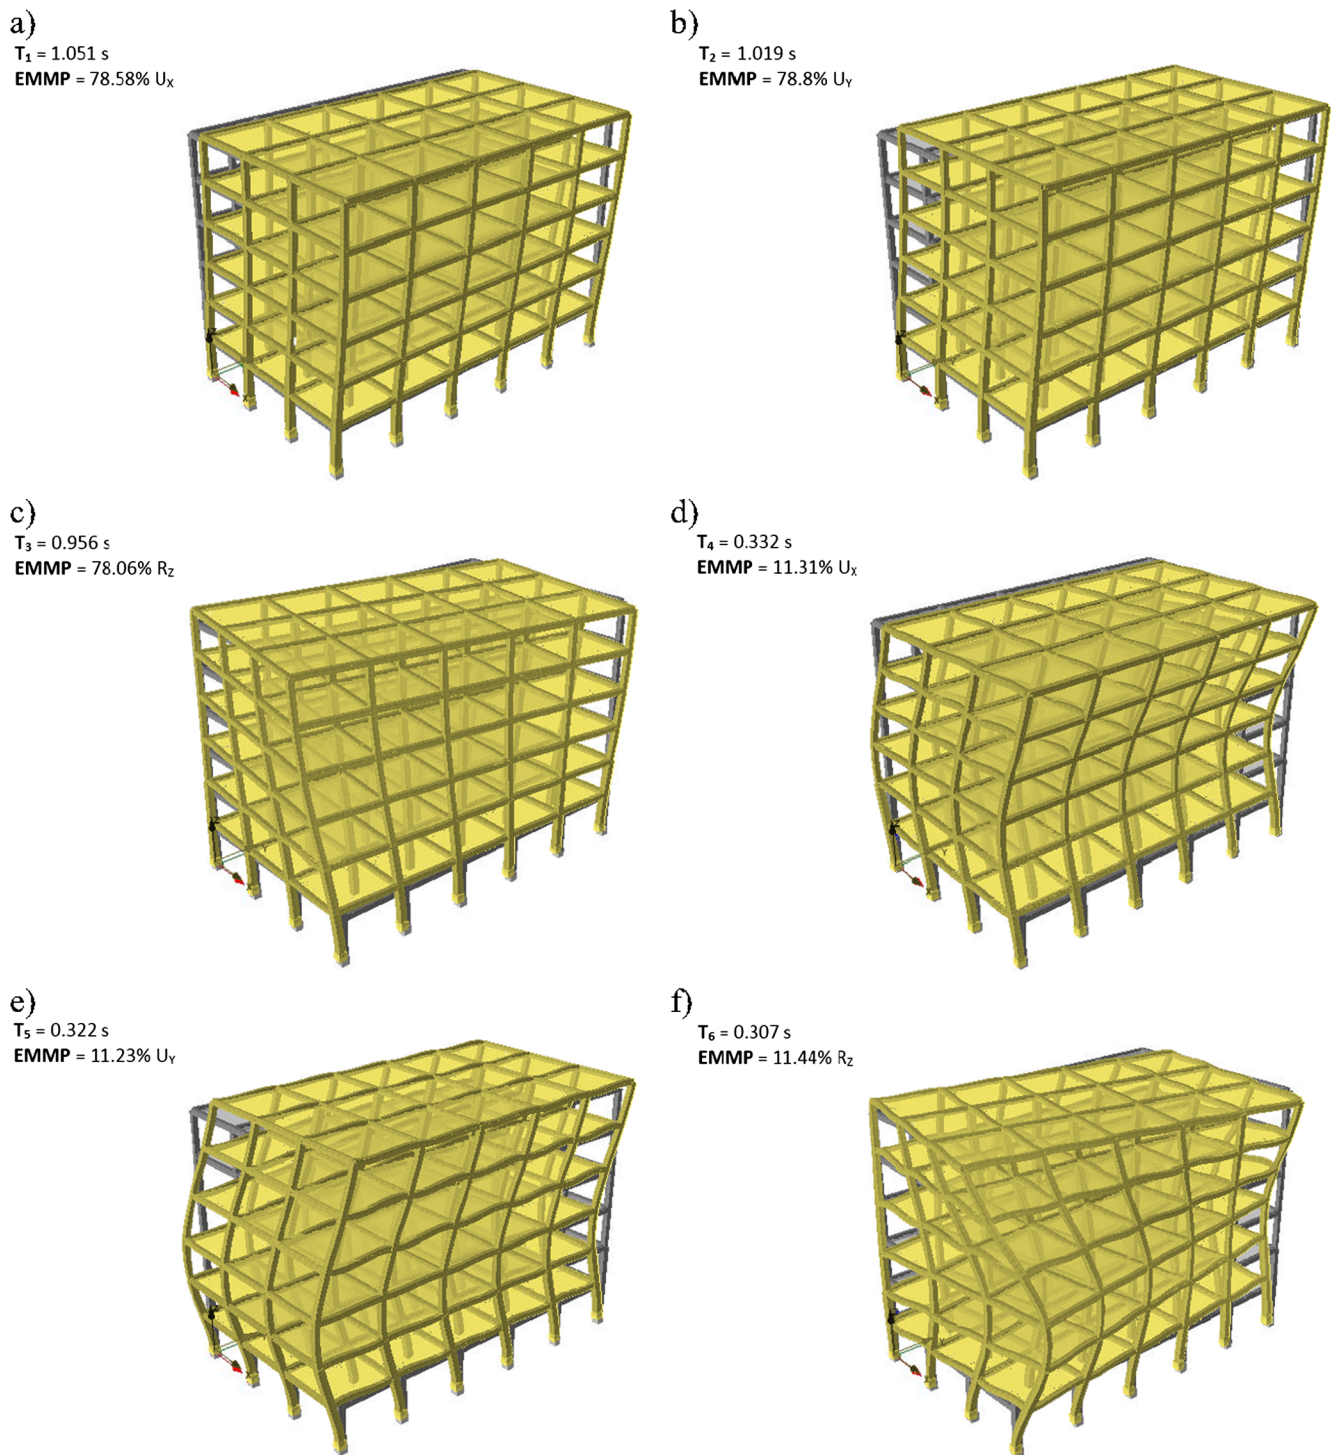 a)
T₁ = 1.051 s
EMMP = 78.58% Uₓ
b)
T₂ = 1.019 s
EMMP = 78.8% Uᵧ
c)
T₃ = 0.956 s
EMMP = 78.06% R_Z
d)
T₄ = 0.332 s
EMMP = 11.31% Uₓ
e)
T₅ = 0.322 s
EMMP = 11.23% Uᵧ
f)
T₆ = 0.307 s
EMMP = 11.44% R_Z